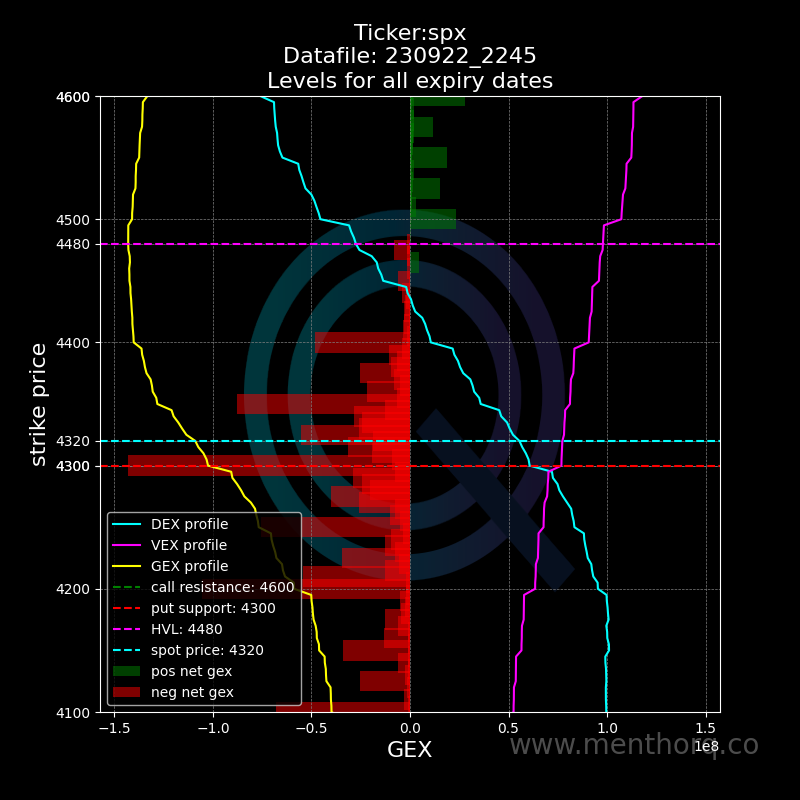 Ticker:spx
Datafile: 230922_2245
Levels for all expiry dates
strike price
4600
4500
4480
4400
4320
4300
4200
4100
DEX profile
VEX profile
GEX profile
call resistance: 4600
put support: 4300
HVL: 4480
spot price: 4320
pos net gex
neg net gex
−1.5 −1.0 −0.5 0.0 0.5 1.0 1.5
1e8
GEX
www.menthorq.co